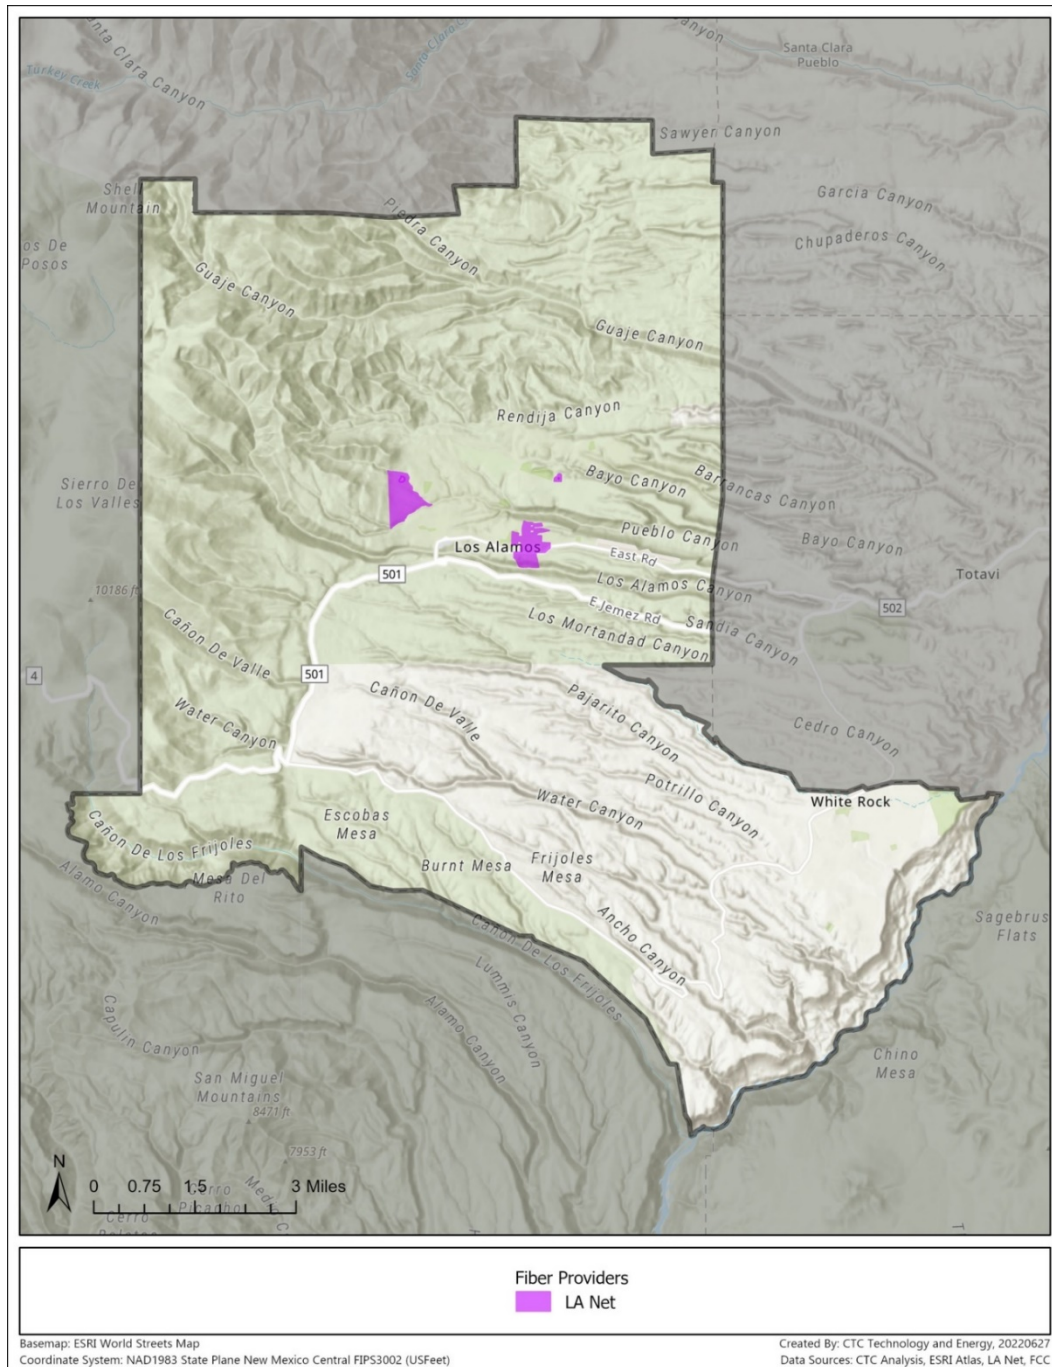 Santa Clara Canyon
Turkey Creek
Santa Clara
Canyon
Santa Clara
Pueblo
Sawyer Canyon
Shell
Mountain
Garcia Canyon
os De
Posos
Piedra Canyon
Chupaderos Canyon
Guaje Canyon
Guaje Canyon
Rendija Canyon
Sierro De
Los Valles
Bayo Canyon
Barrancas Canyon
Pueblo Canyon
Bayo Canyon
Los Alamos
East Rd
501
Los Alamos Canyon
Totavi
10186 ft
E Jemez Rd
502
Los Mortandad Canyon
Sandia Canyon
Cañon De Valle
4
501
Cañon De Valle
Pajarito Canyon
Water Canyon
Cedro Canyon
Potrillo Canyon
Water Canyon
White Rock
Escobas
Mesa
Cañon De Los Frijoles
Burnt Mesa
Frijoles
Mesa
Alamo Canyon
Mesa Del
Rito
Ancho Canyon
Sagebrus
Flats
Cañon De Los Frijoles
Lummis Canyon
Capulin Canyon
Alamo Canyon
Chino
Mesa
San Miguel
Mountains
8471 ft
7953 ft
N
0 0.75 1.5 3 Miles
Cerro
Picacho
Cerro
T
Fiber Providers
LA Net
Basemap: ESRI World Streets Map
Created By: CTC Technology and Energy, 20220627
Coordinate System: NAD1983 State Plane New Mexico Central FIPS3002 (USFeet)
Data Sources: CTC Analysis, ESRI Atlas, LA Net, FCC